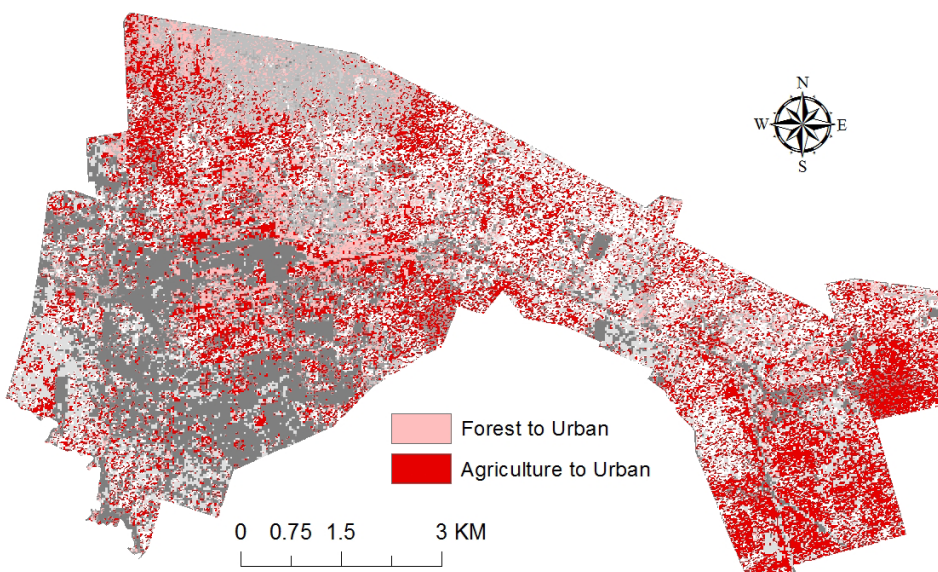 N
W E
S
Forest to Urban
Agriculture to Urban
0 0.75 1.5 3 KM